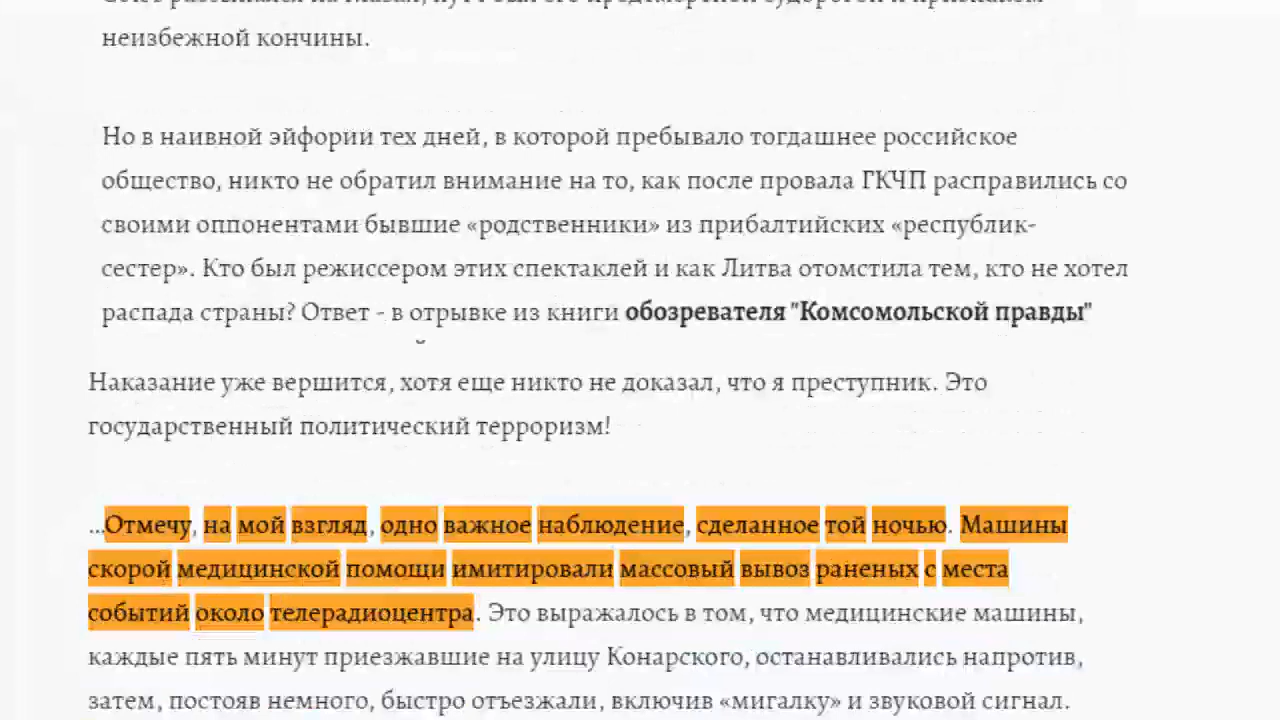 неизбежной кончины.
Но в наивной эйфории тех дней, в которой пребывало тогдашнее российское
общество, никто не обратил внимание на то, как после провала ГКЧП расправились со
своими оппонентами бывшие «родственники» из прибалтийских «республик-
сестер». Кто был режиссером этих спектаклей и как Литва отомстила тем, кто не хотел
распада страны? Ответ - в отрывке из книги обозревателя "Комсомольской правды"
Наказание уже вершится, хотя еще никто не доказал, что я преступник. Это
государственный политический терроризм!
...Отмечу, на мой взгляд, одно важное наблюдение, сделанное той ночью. Машины
скорой медицинской помощи имитировали массовый вывоз раненых с места
событий около телерадиоцентра. Это выражалось в том, что медицинские машины,
каждые пять минут приезжавшие на улицу Конарского, останавливались напротив,
затем, постояв немного, быстро отъезжали, включив «мигалку» и звуковой сигнал.